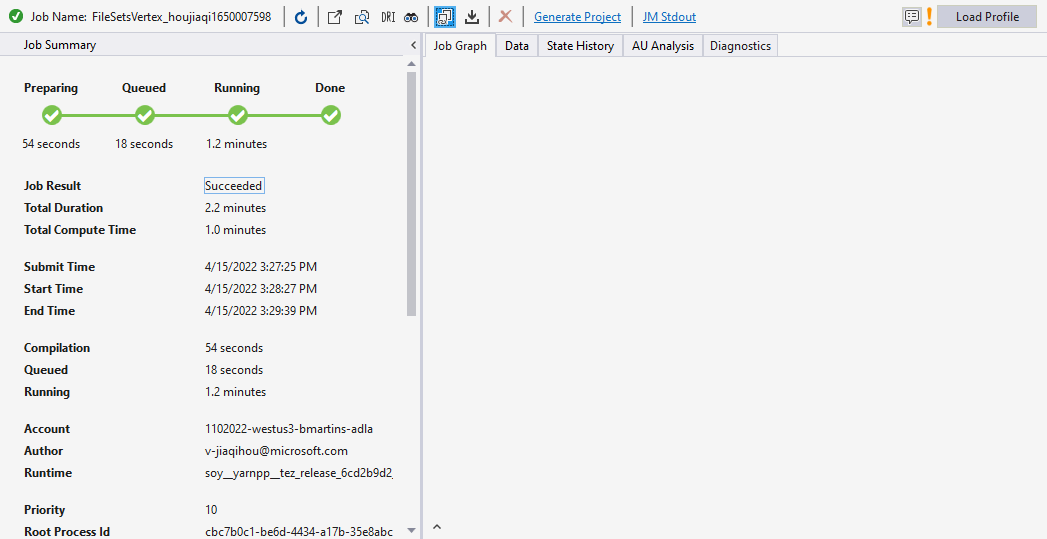 Job Name: FileSetsVertex_houjiaqi1650007598 DRI Generate Project JM Stdout Load Profile
Job Summary
Job Graph Data State History AU Analysis Diagnostics
Preparing Queued Running Done
54 seconds 18 seconds 1.2 minutes
Job Result Succeeded
Total Duration 2.2 minutes
Total Compute Time 1.0 minutes
Submit Time 4/15/2022 3:27:25 PM
Start Time 4/15/2022 3:28:27 PM
End Time 4/15/2022 3:29:39 PM
Compilation 54 seconds
Queued 18 seconds
Running 1.2 minutes
Account 1102022-westus3-bmartins-adla
Author v-jiaqihou@microsoft.com
Runtime soy__yarnpp__tez_release_6cd2b9d2_
Priority 10
Root Process Id cbc7b0c1-be6d-4434-a17b-35e8abc